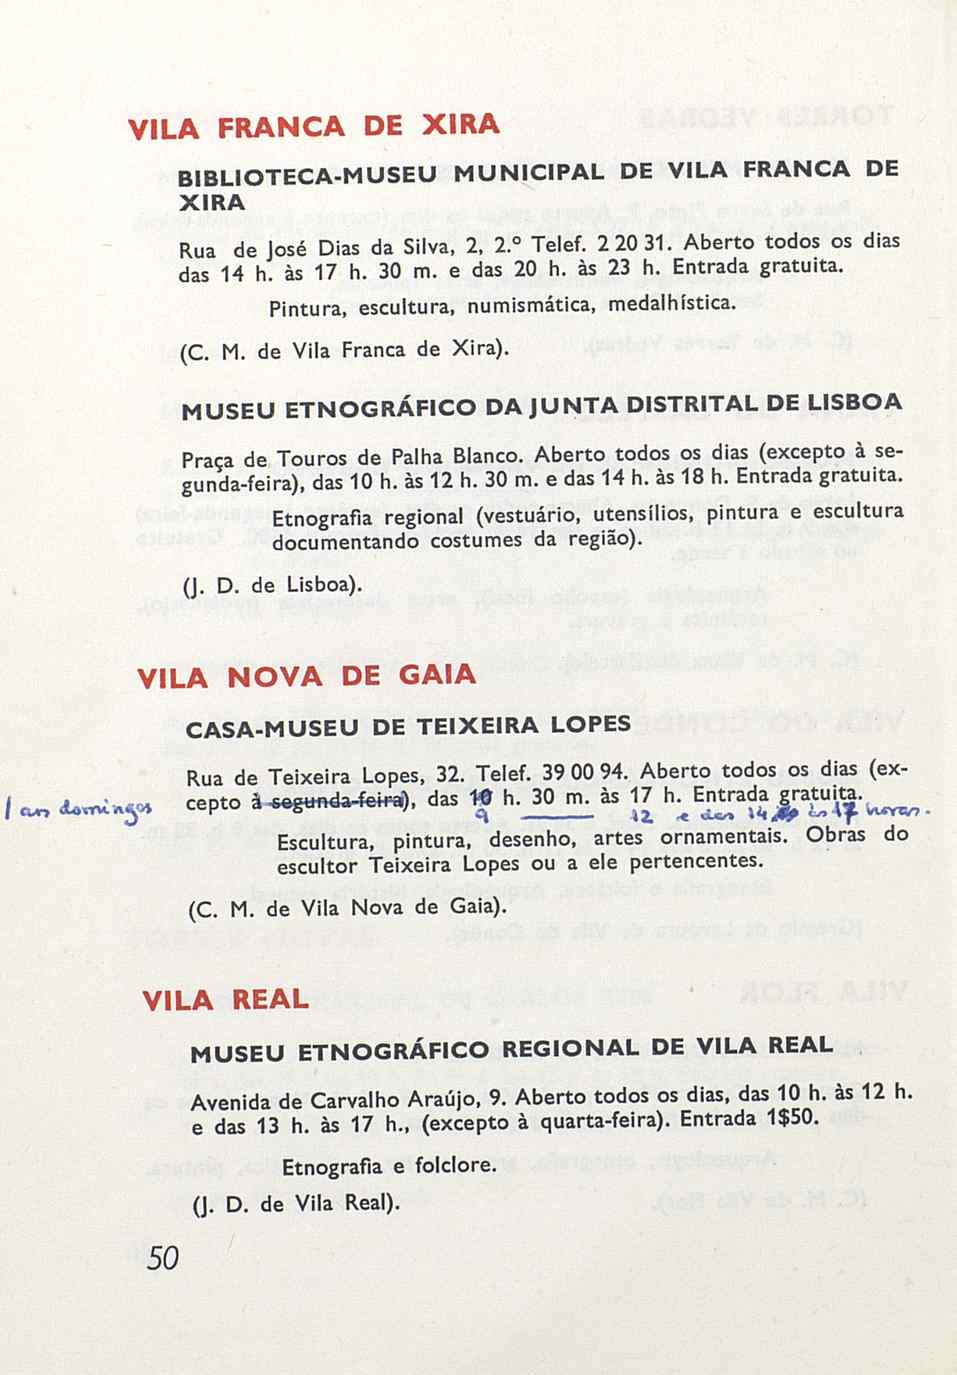 VILA FRANCA DE XIRA
BIBLIOTECA-MUSEU MUNICIPAL DE VILA FRANCA DE
XIRA
Rua de José Dias da Silva, 2, 2.º Telef. 2 20 31. Aberto todos os dias
das 14 h. às 17 h. 30 m. e das 20 h. às 23 h. Entrada gratuita.
Pintura, escultura, numismática, medalhística.
(C. M. de Vila Franca de Xira).
MUSEU ETNOGRÁFICO DA JUNTA DISTRITAL DE LISBOA
Praça de Touros de Palha Blanco. Aberto todos os dias (excepto à se-
gunda-feira), das 10 h. às 12 h. 30 m. e das 14 h. às 18 h. Entrada gratuita.
Etnografia regional (vestuário, utensílios, pintura e escultura
documentando costumes da região).
(J. D. de Lisboa).
VILA NOVA DE GAIA
CASA-MUSEU DE TEIXEIRA LOPES
Rua de Teixeira Lopes, 32. Telef. 39 00 94. Aberto todos os dias (ex-
cepto à segunda-feira), das 10 h. 30 m. às 17 h. Entrada gratuita.
/ aos domingos
9 12 e das 14 às 17 horas.
Escultura, pintura, desenho, artes ornamentais. Obras do
escultor Teixeira Lopes ou a ele pertencentes.
(C. M. de Vila Nova de Gaia).
VILA REAL
MUSEU ETNOGRÁFICO REGIONAL DE VILA REAL
Avenida de Carvalho Araújo, 9. Aberto todos os dias, das 10 h. às 12 h.
e das 13 h. às 17 h., (excepto à quarta-feira). Entrada 1$50.
Etnografia e folclore.
(J. D. de Vila Real).
50